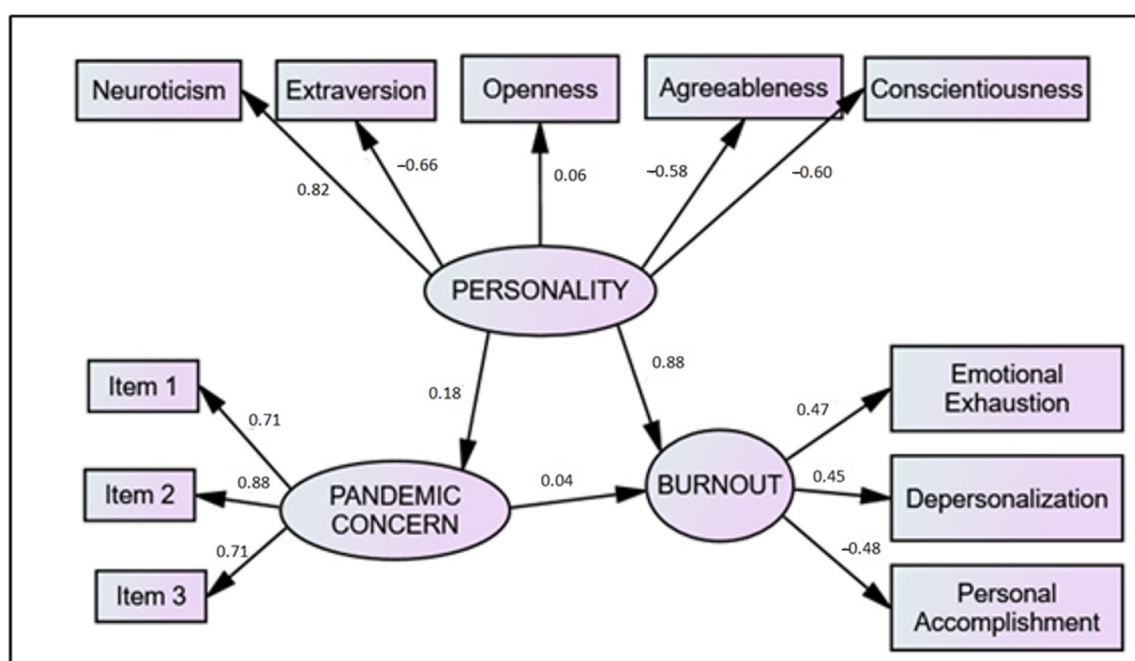 Neuroticism
Extraversion
Openness
Agreeableness
Conscientiousness
0.82
–0.66
0.06
–0.58
–0.60
PERSONALITY
0.18
0.88
Item 1
Item 2
Item 3
0.71
0.88
0.71
PANDEMIC
CONCERN
0.04
BURNOUT
0.47
0.45
–0.48
Emotional
Exhaustion
Depersonalization
Personal
Accomplishment